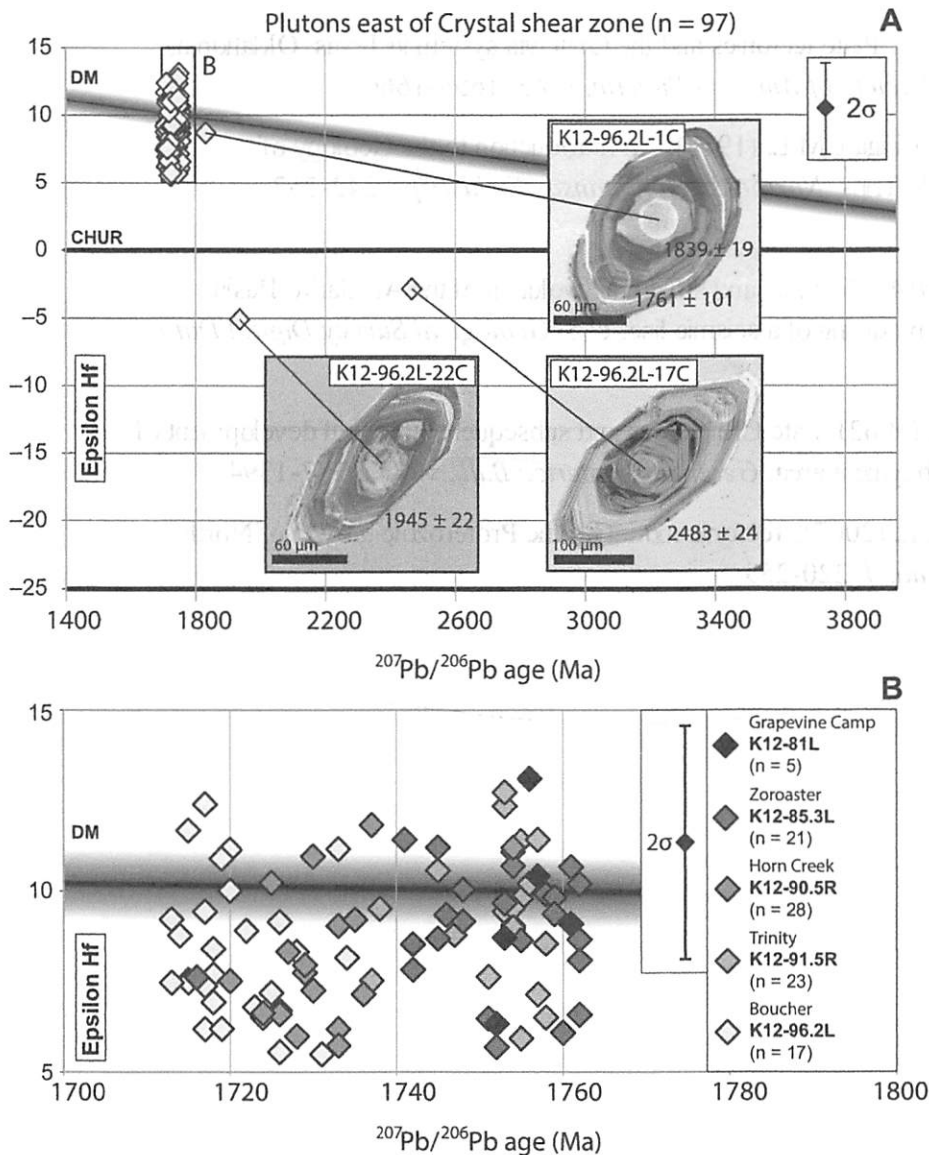 Plutons east of Crystal shear zone (n = 97)
A
15
DM
10
5
CHUR
0
−5
−10
−15
−20
−25
Epsilon Hf
B
2σ
K12-96.2L-1C
1839 ± 19
1761 ± 101
60 µm
K12-96.2L-22C
1945 ± 22
60 µm
K12-96.2L-17C
2483 ± 24
100 µm
1400 1800 2200 2600 3000 3400 3800
²⁰⁷Pb/²⁰⁶Pb age (Ma)
B
15
DM
10
5
Epsilon Hf
2σ
Grapevine Camp
K12-81L
(n = 5)
Zoroaster
K12-85.3L
(n = 21)
Horn Creek
K12-90.5R
(n = 28)
Trinity
K12-91.5R
(n = 23)
Boucher
K12-96.2L
(n = 17)
1700 1720 1740 1760 1780 1800
²⁰⁷Pb/²⁰⁶Pb age (Ma)